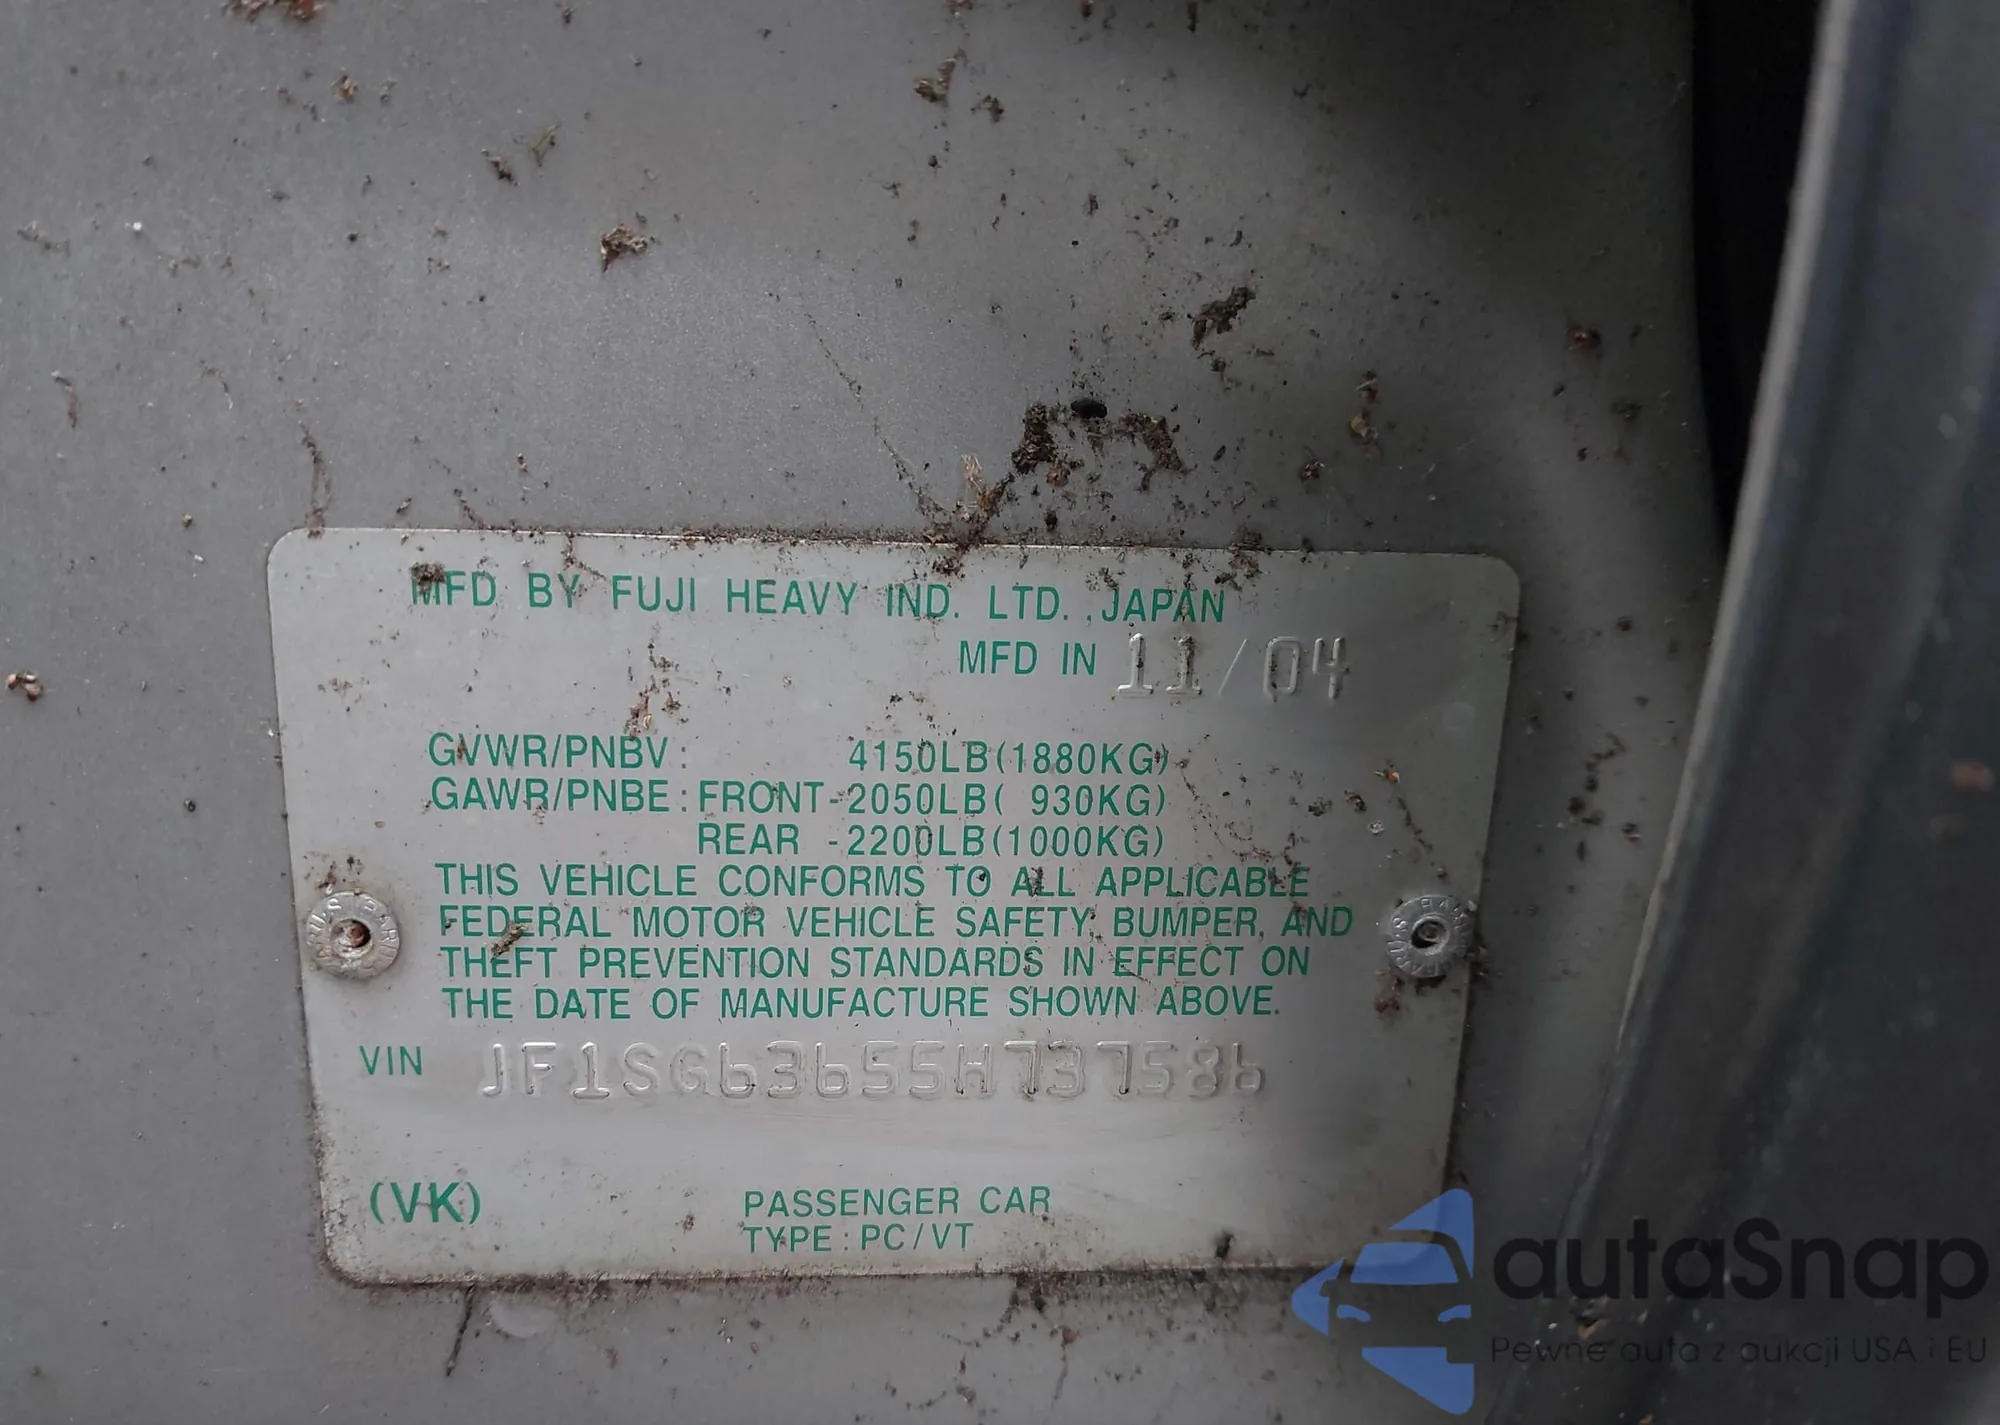 MFD BY FUJI HEAVY IND. LTD.,JAPAN
MFD IN 11/04
GVWR/PNBV: 4150LB(1880KG)
GAWR/PNBE:FRONT-2050LB( 930KG)
REAR -2200LB(1000KG)
THIS VEHICLE CONFORMS TO ALL APPLICABLE
FEDERAL MOTOR VEHICLE SAFETY, BUMPER, AND
THEFT PREVENTION STANDARDS IN EFFECT ON
THE DATE OF MANUFACTURE SHOWN ABOVE.
VIN JF1SG63655H737586
(VK) PASSENGER CAR
TYPE:PC/VT
autaSnap
Pewne auta z aukcji USA i EU